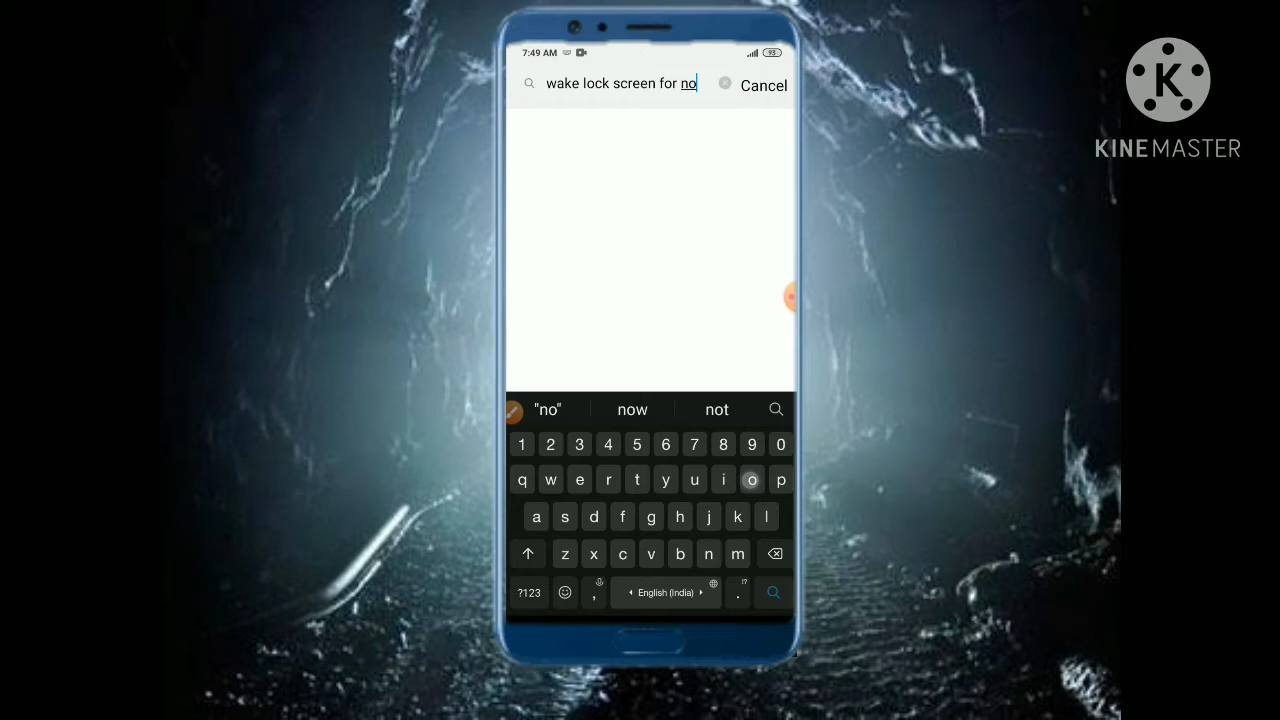 7:49 AM 93
wake lock screen for no Cancel
K
KINEMASTER
"no" now not
1 2 3 4 5 6 7 8 9 0
q w e r t y u i o p
a s d f g h j k l
z x c v b n m
?123 , English (India) . !?